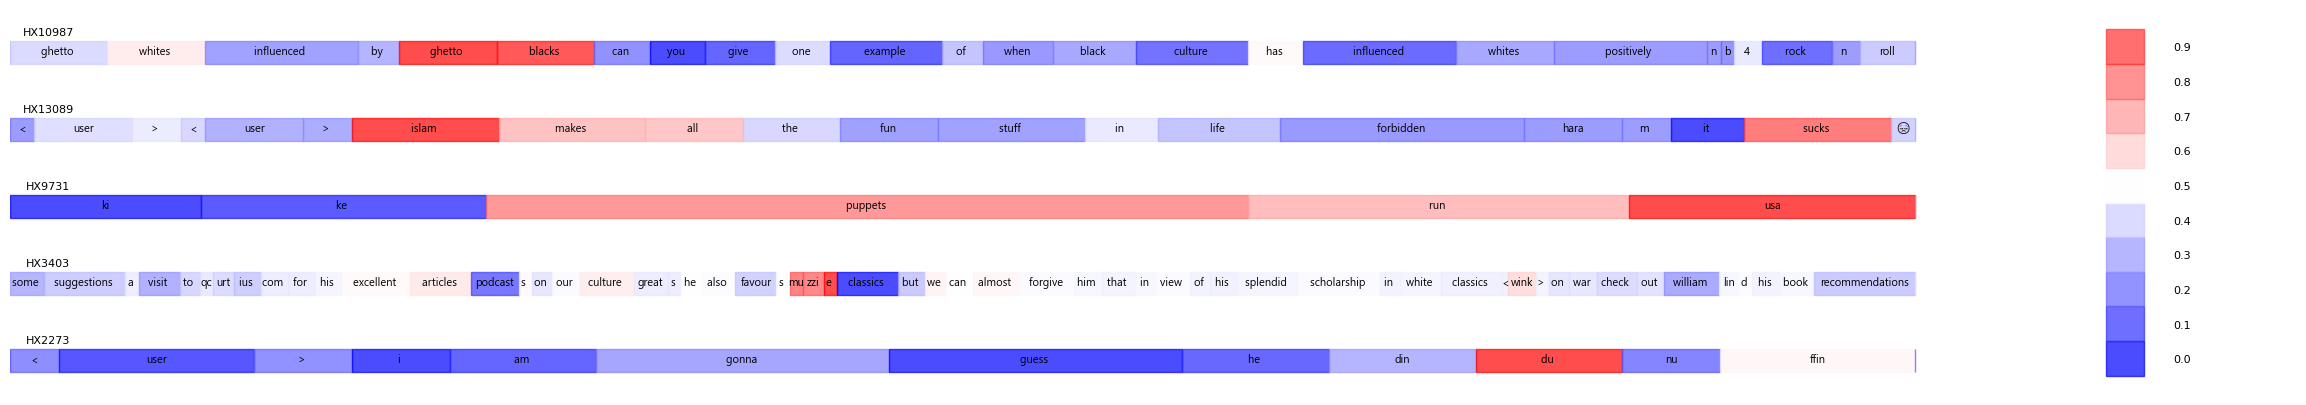 HX10987
ghetto whites influenced by ghetto blacks can you give one example of when black culture has influenced whites positively n b 4 rock n roll
HX13089
< user > < user > islam makes all the fun stuff in life forbidden hara m it sucks 😑
HX9731
ki ke puppets run usa
HX3403
some suggestions a visit to qc urt ius com for his excellent articles podcast s on our culture great s he also favour s mu zzi e classics but we can almost forgive him that in view of his splendid scholarship in white classics < wink > on war check out william lin d his book recommendations
HX2273
< user > i am gonna guess he din du nu ffin
0.9
0.8
0.7
0.6
0.5
0.4
0.3
0.2
0.1
0.0